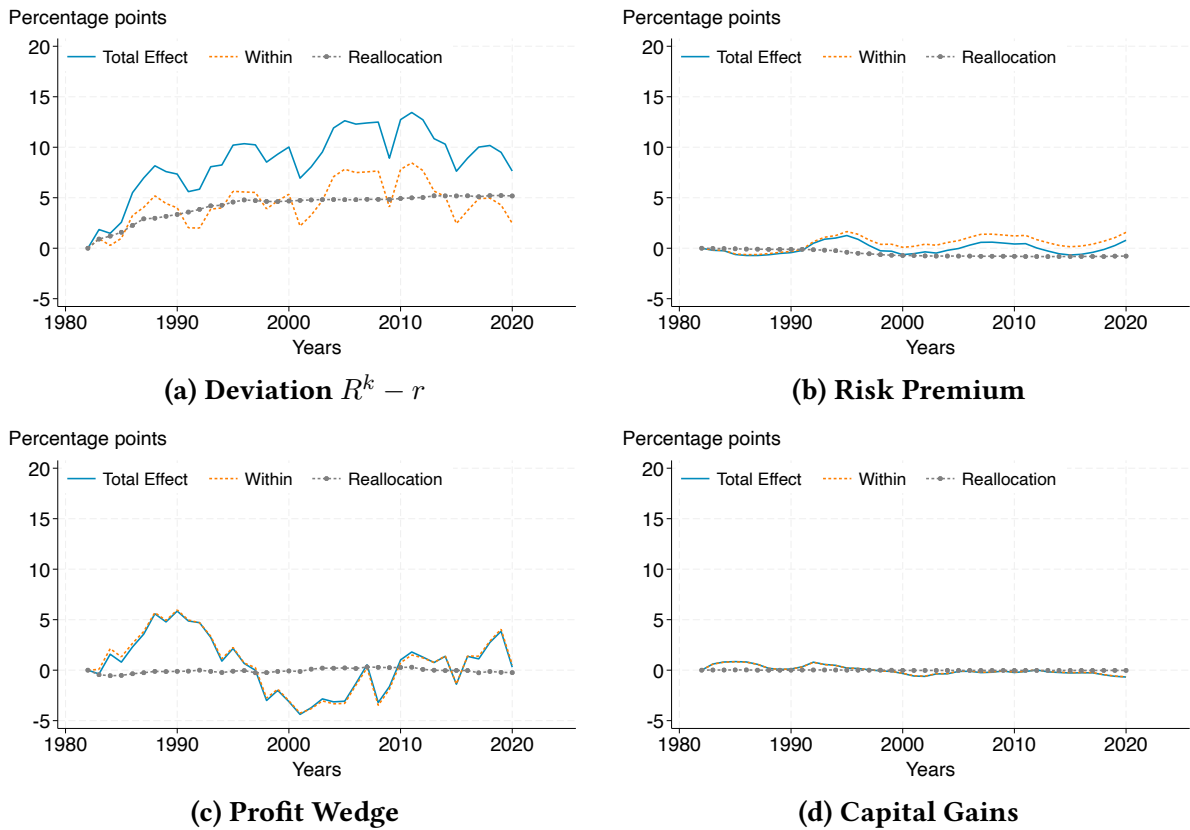 Percentage points
20
Total Effect Within Reallocation
15
10
5
0
-5
1980 1990 2000 2010 2020
Years
(a) Deviation R^k − r
Percentage points
20
Total Effect Within Reallocation
15
10
5
0
-5
1980 1990 2000 2010 2020
Years
(b) Risk Premium
Percentage points
20
Total Effect Within Reallocation
15
10
5
0
-5
1980 1990 2000 2010 2020
Years
(c) Profit Wedge
Percentage points
20
Total Effect Within Reallocation
15
10
5
0
-5
1980 1990 2000 2010 2020
Years
(d) Capital Gains